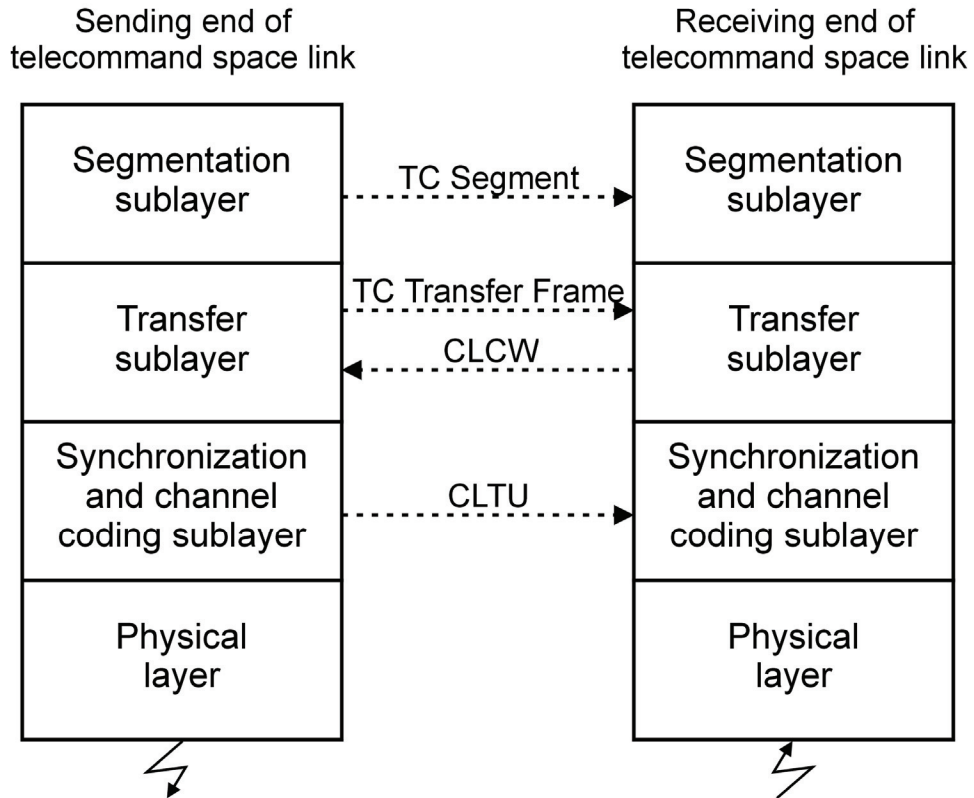 Sending end of
telecommand space link
Receiving end of
telecommand space link
Segmentation
sublayer
TC Segment
Segmentation
sublayer
Transfer
sublayer
TC Transfer Frame
CLCW
Transfer
sublayer
Synchronization
and channel
coding sublayer
CLTU
Synchronization
and channel
coding sublayer
Physical
layer
Physical
layer